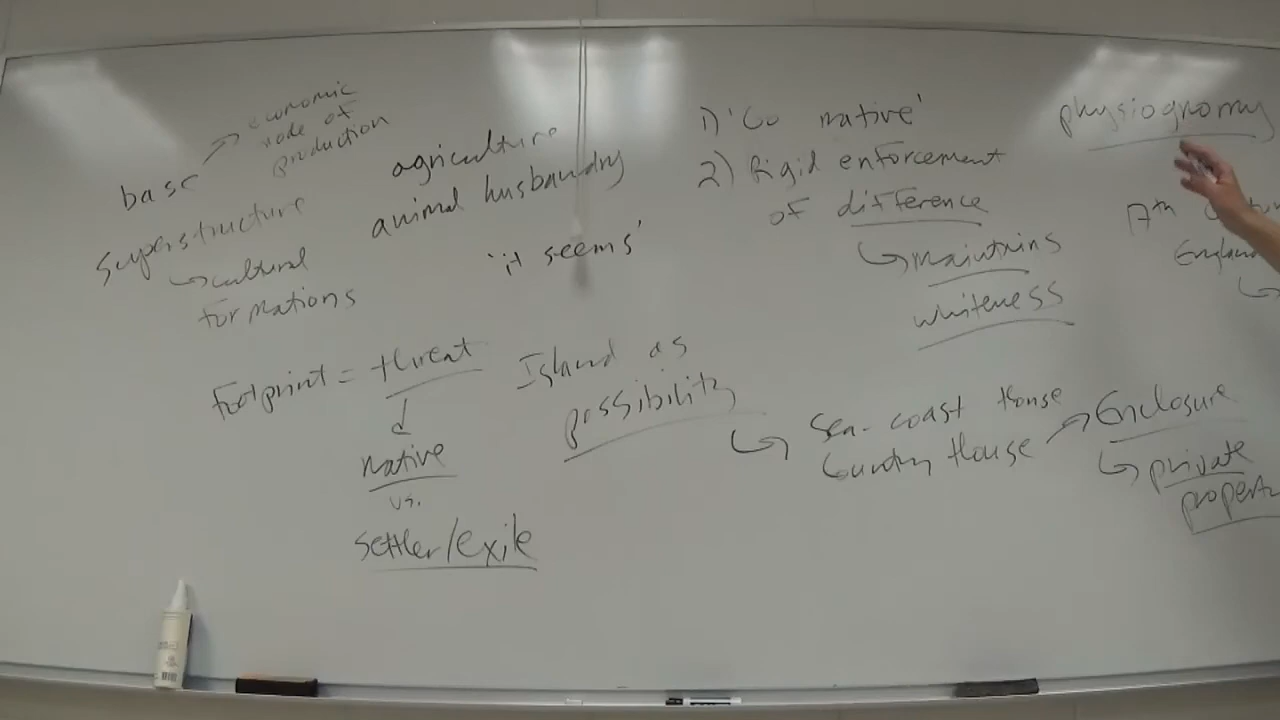 base → economic
mode of
production
superstructure
↳ cultural
formations
agriculture
animal husbandry
'it seems'
1) 'Go native'
2) Rigid enforcement
of difference
↳ maintains
whiteness
physiognomy
17th
England
↳
Footprint = threat
↓
native
vs.
settler/exile
Island as
possibility
↳ Sea-coast House
Country House → Enclosure
↳ private
property